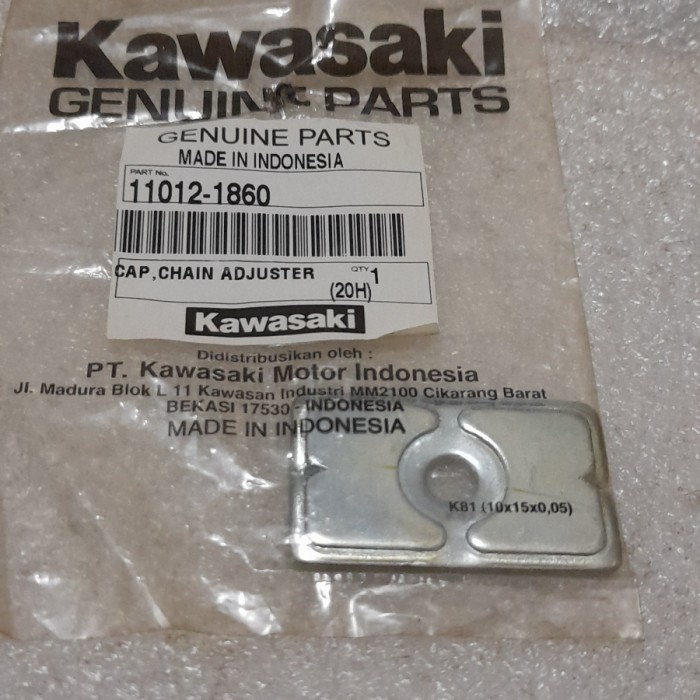 Kawasaki
GENUINE PARTS
GENUINE PARTS
MADE IN INDONESIA
PART No.
11012-1860
CAP,CHAIN ADJUSTER QTY 1
(20H)
Kawasaki
Didistribusikan oleh :
PT. Kawasaki Motor Indonesia
Jl. Madura Blok L 11 Kawasan Industri MM2100 Cikarang Barat
BEKASI 17530 - INDONESIA
MADE IN INDONESIA
K81 (10x15x0,05)